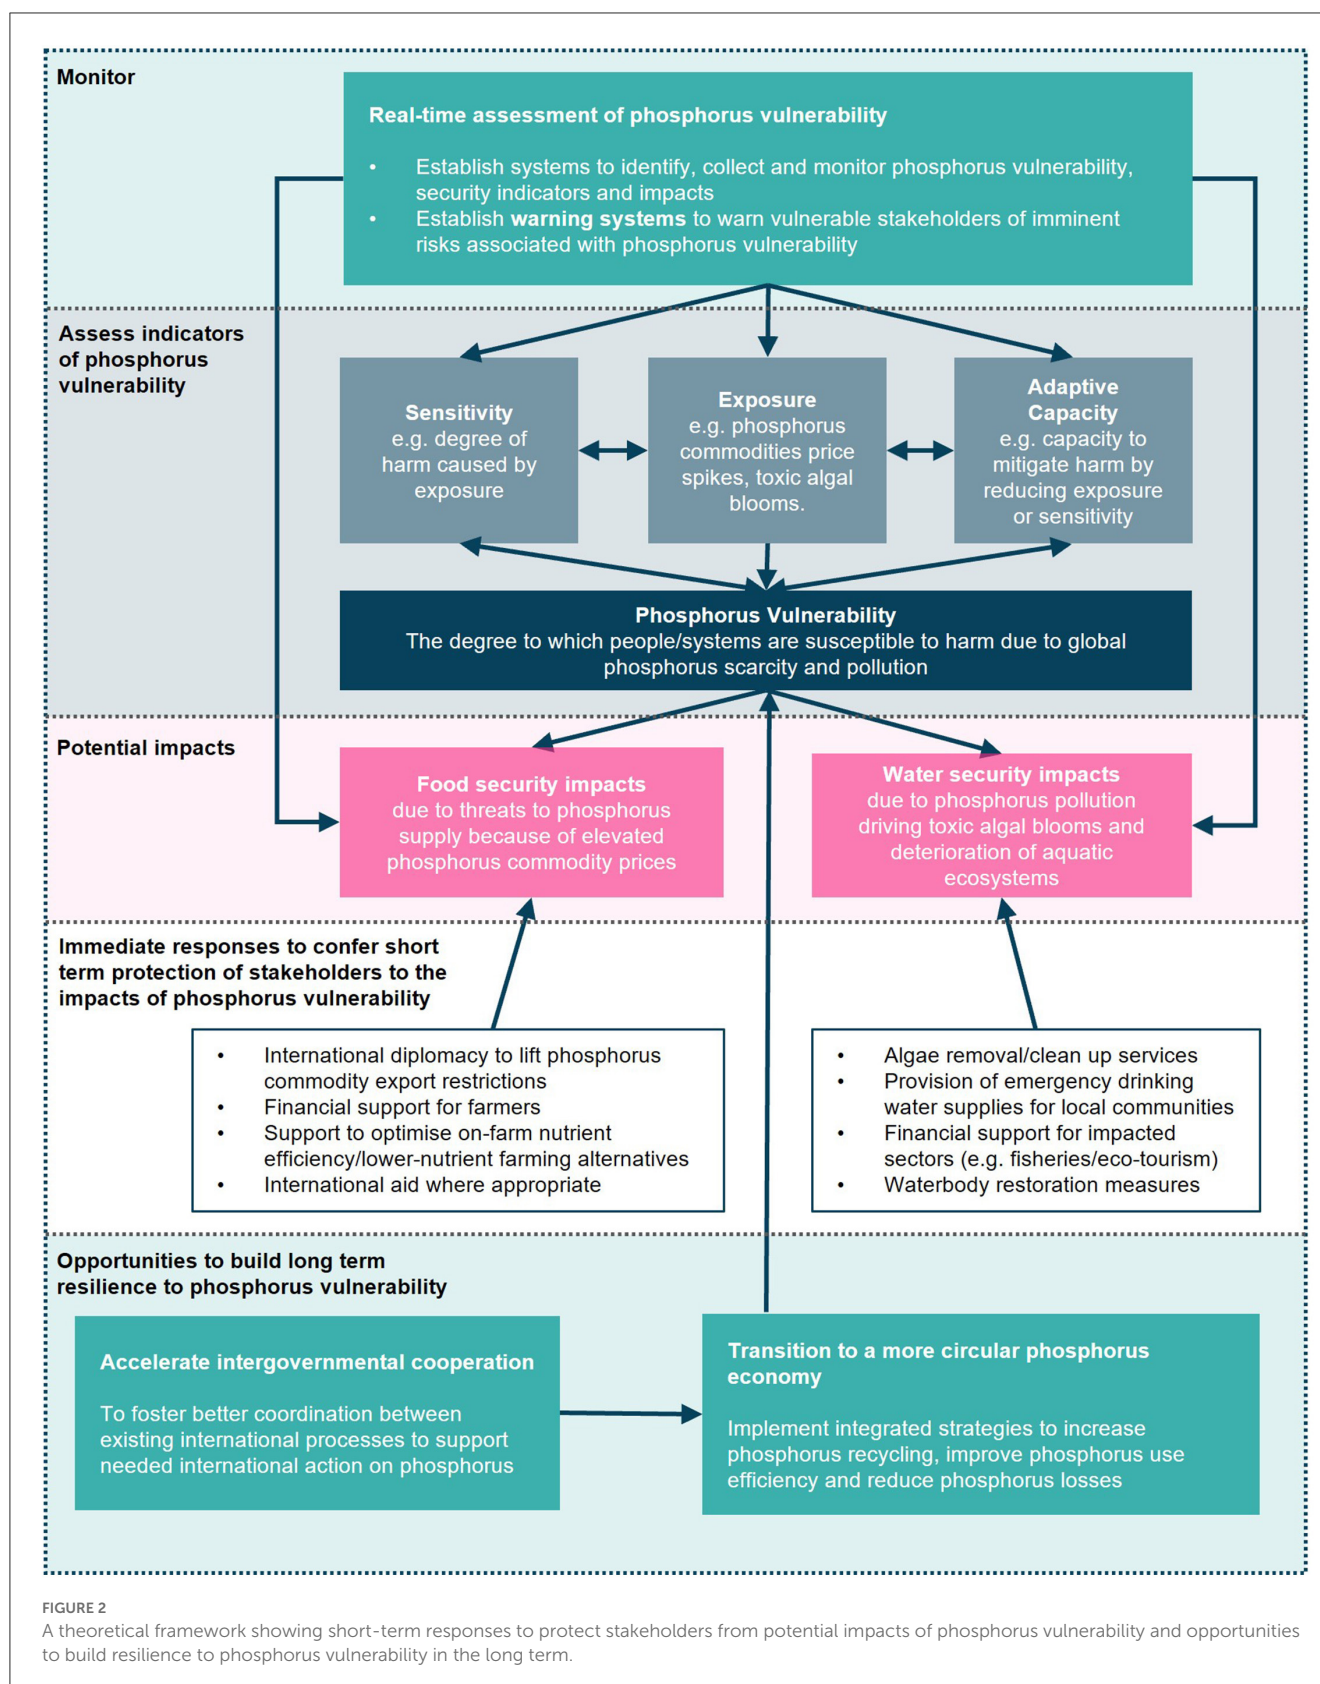 Monitor
Real-time assessment of phosphorus vulnerability
• Establish systems to identify, collect and monitor phosphorus vulnerability,
security indicators and impacts
• Establish warning systems to warn vulnerable stakeholders of imminent
risks associated with phosphorus vulnerability
Assess indicators
of phosphorus
vulnerability
Sensitivity
e.g. degree of
harm caused by
exposure
Exposure
e.g. phosphorus
commodities price
spikes, toxic algal
blooms.
Adaptive
Capacity
e.g. capacity to
mitigate harm by
reducing exposure
or sensitivity
Phosphorus Vulnerability
The degree to which people/systems are susceptible to harm due to global
phosphorus scarcity and pollution
Potential impacts
Food security impacts
due to threats to phosphorus
supply because of elevated
phosphorus commodity prices
Water security impacts
due to phosphorus pollution
driving toxic algal blooms and
deterioration of aquatic
ecosystems
Immediate responses to confer short
term protection of stakeholders to the
impacts of phosphorus vulnerability
• International diplomacy to lift phosphorus
commodity export restrictions
• Financial support for farmers
• Support to optimise on-farm nutrient
efficiency/lower-nutrient farming alternatives
• International aid where appropriate
• Algae removal/clean up services
• Provision of emergency drinking
water supplies for local communities
• Financial support for impacted
sectors (e.g. fisheries/eco-tourism)
• Waterbody restoration measures
Opportunities to build long term
resilience to phosphorus vulnerability
Accelerate intergovernmental cooperation
To foster better coordination between
existing international processes to support
needed international action on phosphorus
Transition to a more circular phosphorus
economy
Implement integrated strategies to increase
phosphorus recycling, improve phosphorus use
efficiency and reduce phosphorus losses
FIGURE 2
A theoretical framework showing short-term responses to protect stakeholders from potential impacts of phosphorus vulnerability and opportunities
to build resilience to phosphorus vulnerability in the long term.